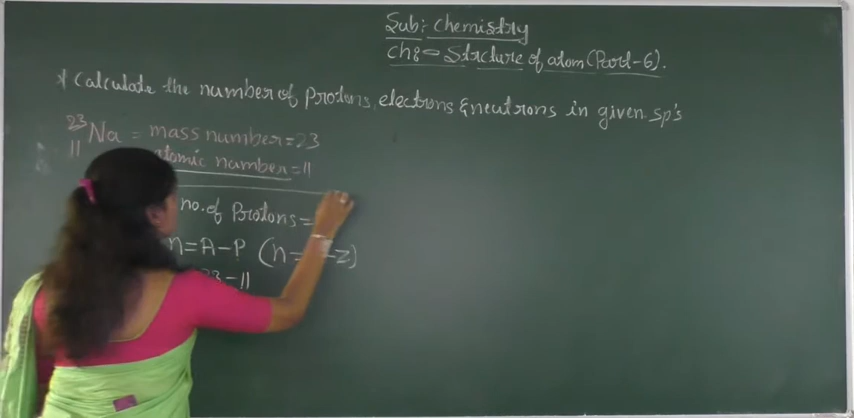 Sub: Chemistry
Ch: Structure of atom (Part-6).
* Calculate the number of protons, electrons & neutrons in given sp's
23
Na = mass number = 23
11
atomic number = 11
no. of Protons =
n = A - P (n = - z)
23 - 11